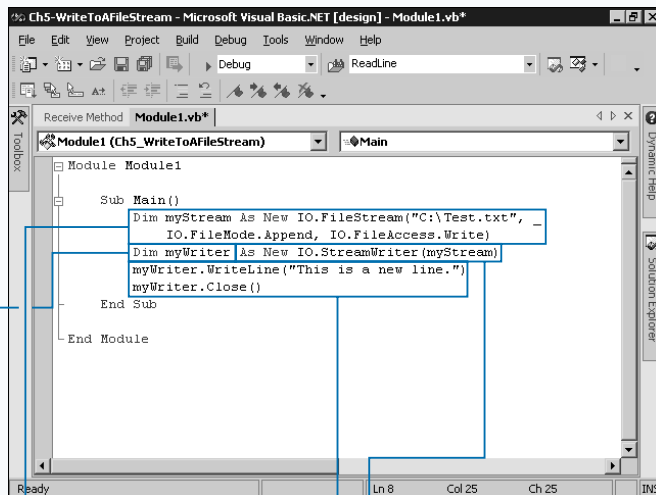 Ch5-WriteToAFileStream - Microsoft Visual Basic.NET [design] - Module1.vb*
File Edit View Project Build Debug Tools Window Help
Debug ReadLine
Toolbox
Receive Method Module1.vb*
Module1 (Ch5_WriteToAFileStream) Main
Module Module1
Sub Main()
Dim myStream As New IO.FileStream("C:\Test.txt", _
IO.FileMode.Append, IO.FileAccess.Write)
Dim myWriter As New IO.StreamWriter(myStream)
myWriter.WriteLine("This is a new line.")
myWriter.Close()
End Sub
End Module
Dynamic Help
Solution Explorer
Ready Ln 8 Col 25 Ch 25 INS